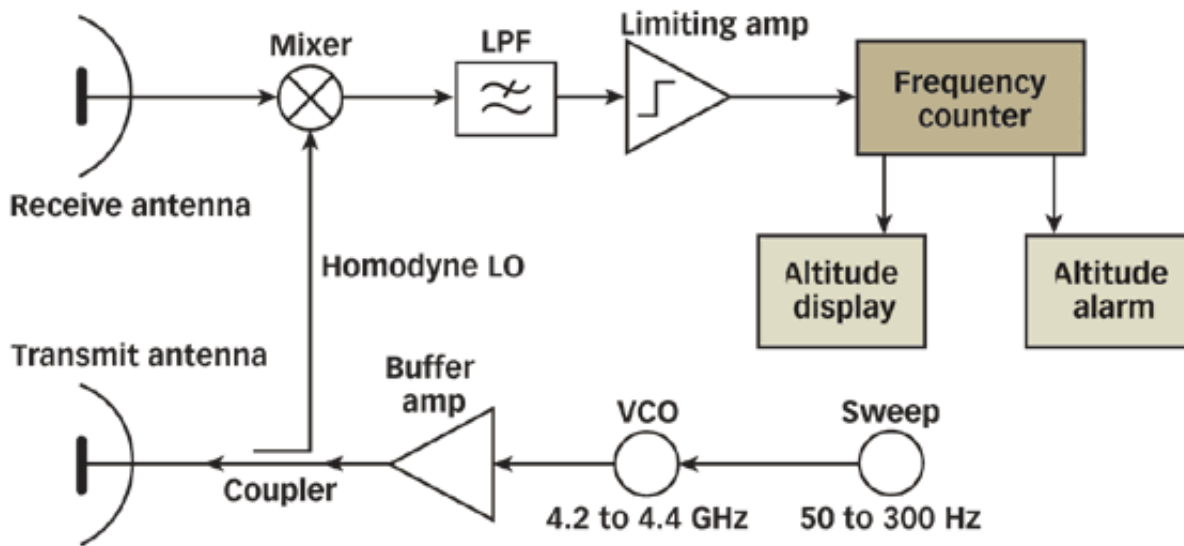 Mixer
LPF
Limiting amp
Frequency
counter
Receive antenna
Homodyne LO
Altitude
display
Altitude
alarm
Transmit antenna
Buffer
amp
VCO
Sweep
Coupler
4.2 to 4.4 GHz
50 to 300 Hz